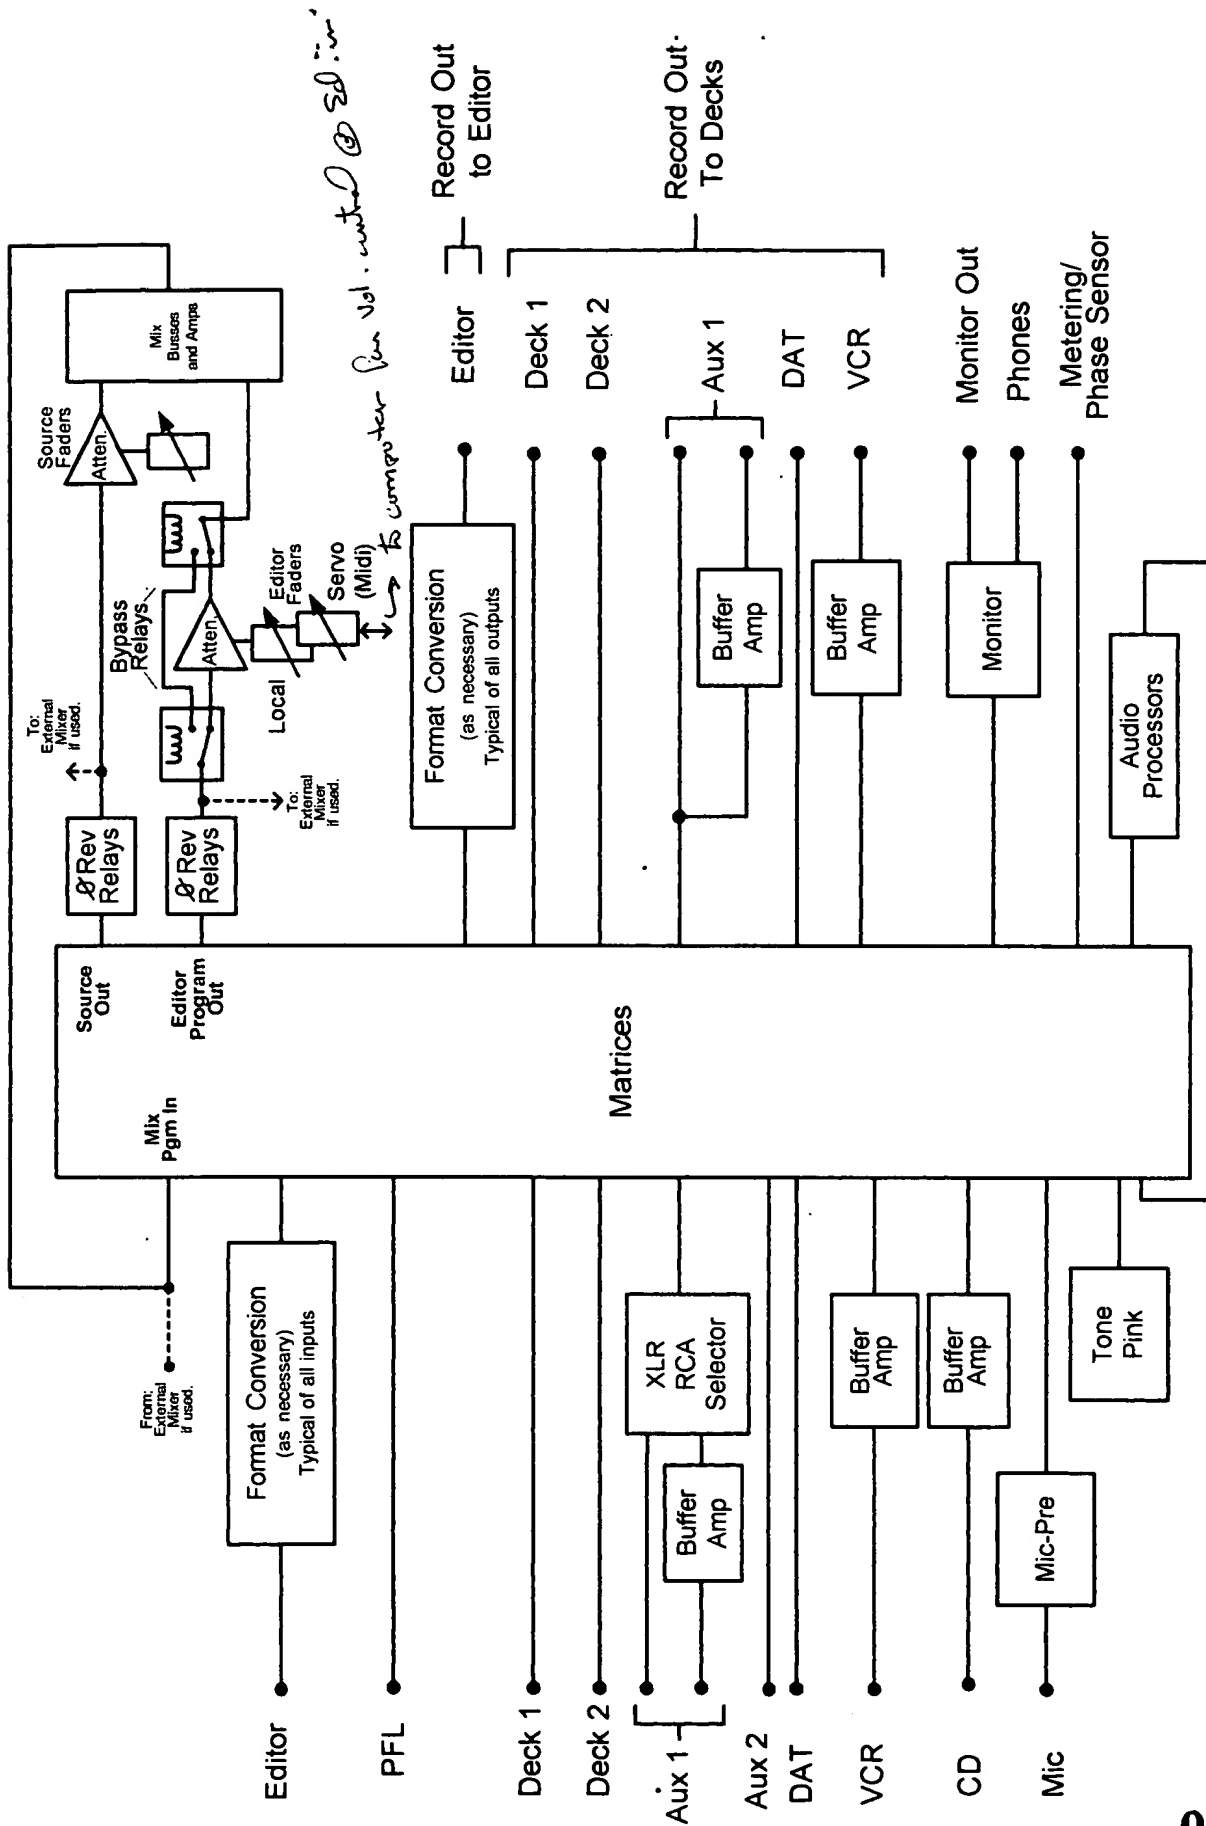 From:
External
Mixer
if used.
Editor
Format Conversion
(as necessary)
Typical of all inputs
PFL
Deck 1
Deck 2
Aux 1
Buffer
Amp
XLR
RCA
Selector
Aux 2
DAT
VCR
Buffer
Amp
CD
Buffer
Amp
Mic
Mic-Pre
Tone
Pink
Mix
Pgm In
Matrices
Source
Out
Editor
Program
Out
Ø Rev
Relays
Ø Rev
Relays
To:
External
Mixer
if used.
To:
External
Mixer
if used.
Bypass
Relays
Atten.
Local
Editor
Faders
Servo
(Midi)
to computer for Vol. control @
Source
Faders
Atten.
Mix
Buses
and Amps
Format Conversion
(as necessary)
Typical of all outputs
Editor
Record Out
to Editor
Deck 1
Deck 2
Buffer
Amp
Aux 1
DAT
Buffer
Amp
VCR
Record Out
To Decks
Monitor
Monitor Out
Phones
Metering/
Phase Sensor
Audio
Processors